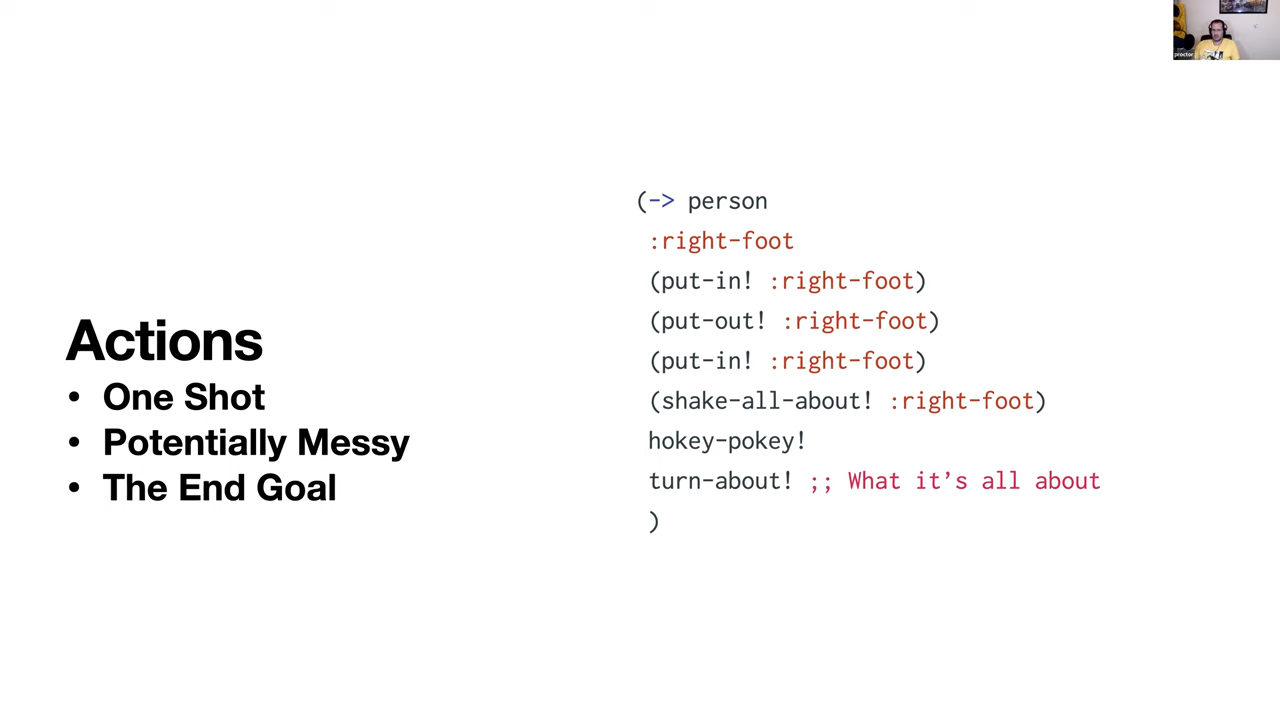 proctor
(-> person
:right-foot
(put-in! :right-foot)
(put-out! :right-foot)
(put-in! :right-foot)
(shake-all-about! :right-foot)
hokey-pokey!
turn-about! ;; What it’s all about
)
Actions
• One Shot
• Potentially Messy
• The End Goal